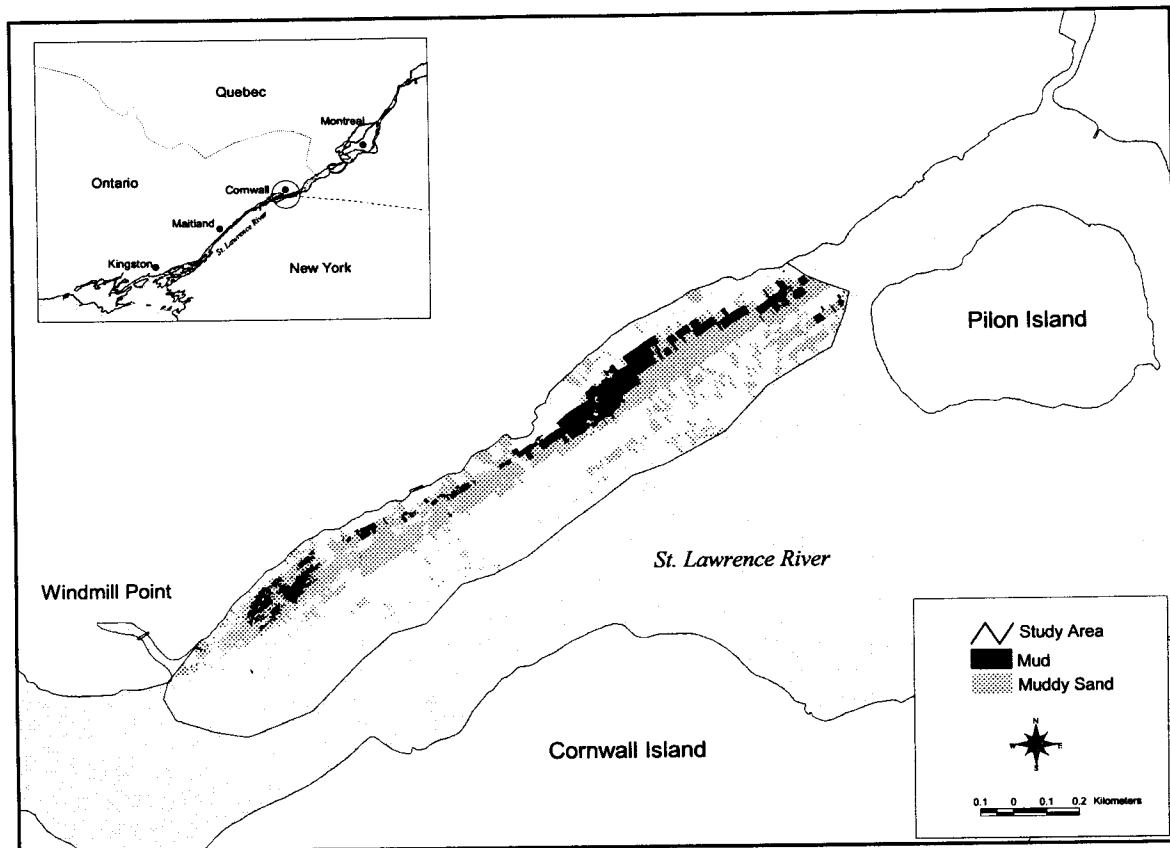 Quebec
Montreal
Ontario
Cornwall
Maitland
St. Lawrence River
Kingston
New York
Pilon Island
St. Lawrence River
Windmill Point
Cornwall Island
Study Area
Mud
Muddy Sand
N
W E
S
0.1 0 0.1 0.2 Kilometers